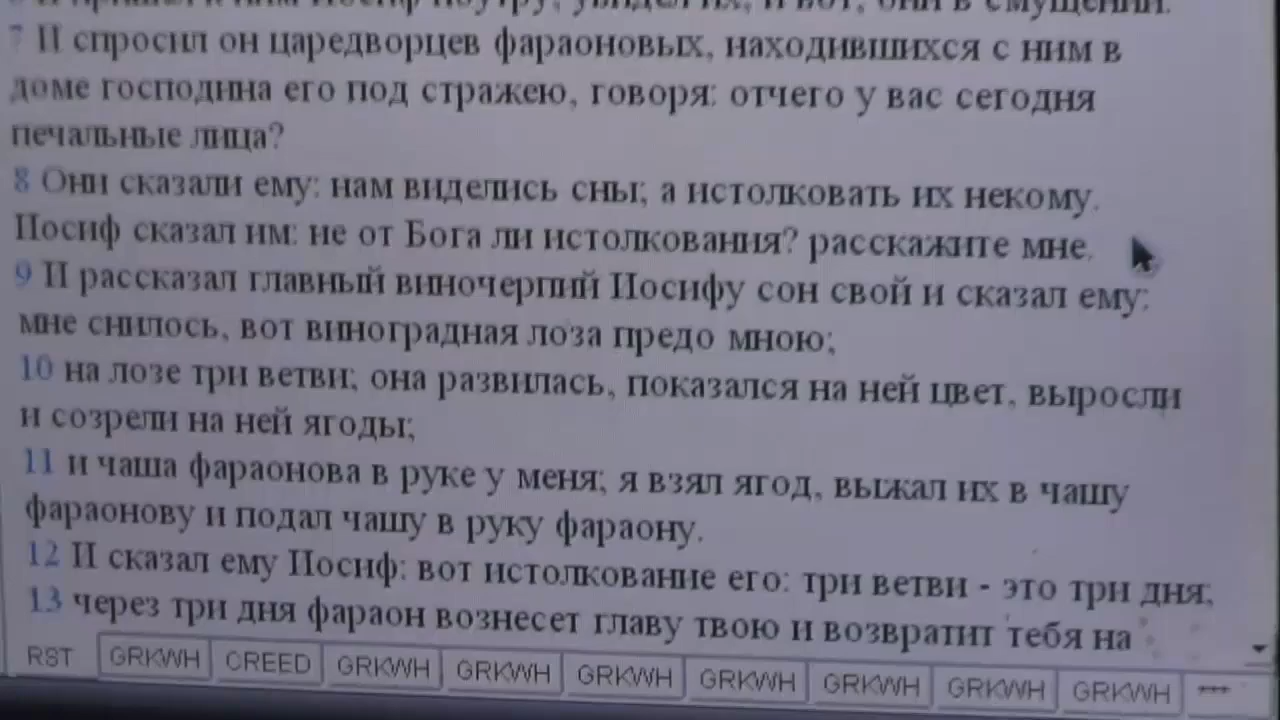 7 И спросил он царедворцев фараоновых, находившихся с ним в
доме господина его под стражею, говоря: отчего у вас сегодня
печальные лица?
8 Они сказали ему: нам виделись сны; а истолковать их некому.
Иосиф сказал им: не от Бога ли истолкования? расскажите мне.
9 И рассказал главный виночерпий Иосифу сон свой и сказал ему:
мне снилось, вот виноградная лоза предо мною;
10 на лозе три ветви; она развилась, показался на ней цвет, выросли
и созрели на ней ягоды;
11 и чаша фараонова в руке у меня; я взял ягод, выжал их в чашу
фараонову и подал чашу в руку фараону.
12 И сказал ему Иосиф: вот истолкование его: три ветви - это три дня;
13 через три дня фараон вознесет главу твою и возвратит тебя на
RST GRKWH CREED GRKWH GRKWH GRKWH GRKWH GRKWH GRKWH GRKWH ***